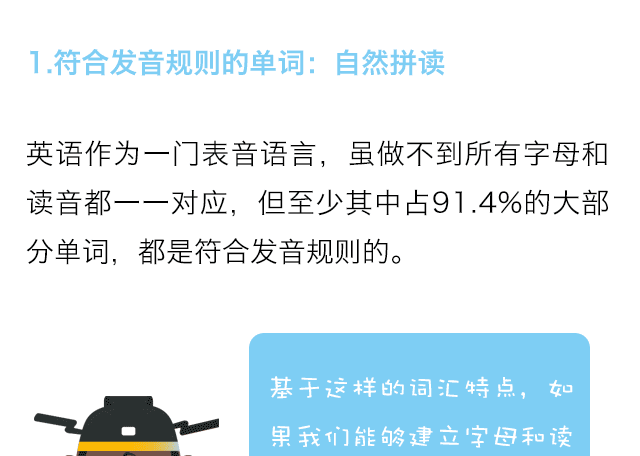 1.符合发音规则的单词：自然拼读
英语作为一门表音语言，虽做不到所有字母和
读音都一一对应，但至少其中占91.4%的大部
分单词，都是符合发音规则的。
基于这样的词汇特点，如
果我们能够建立字母和读